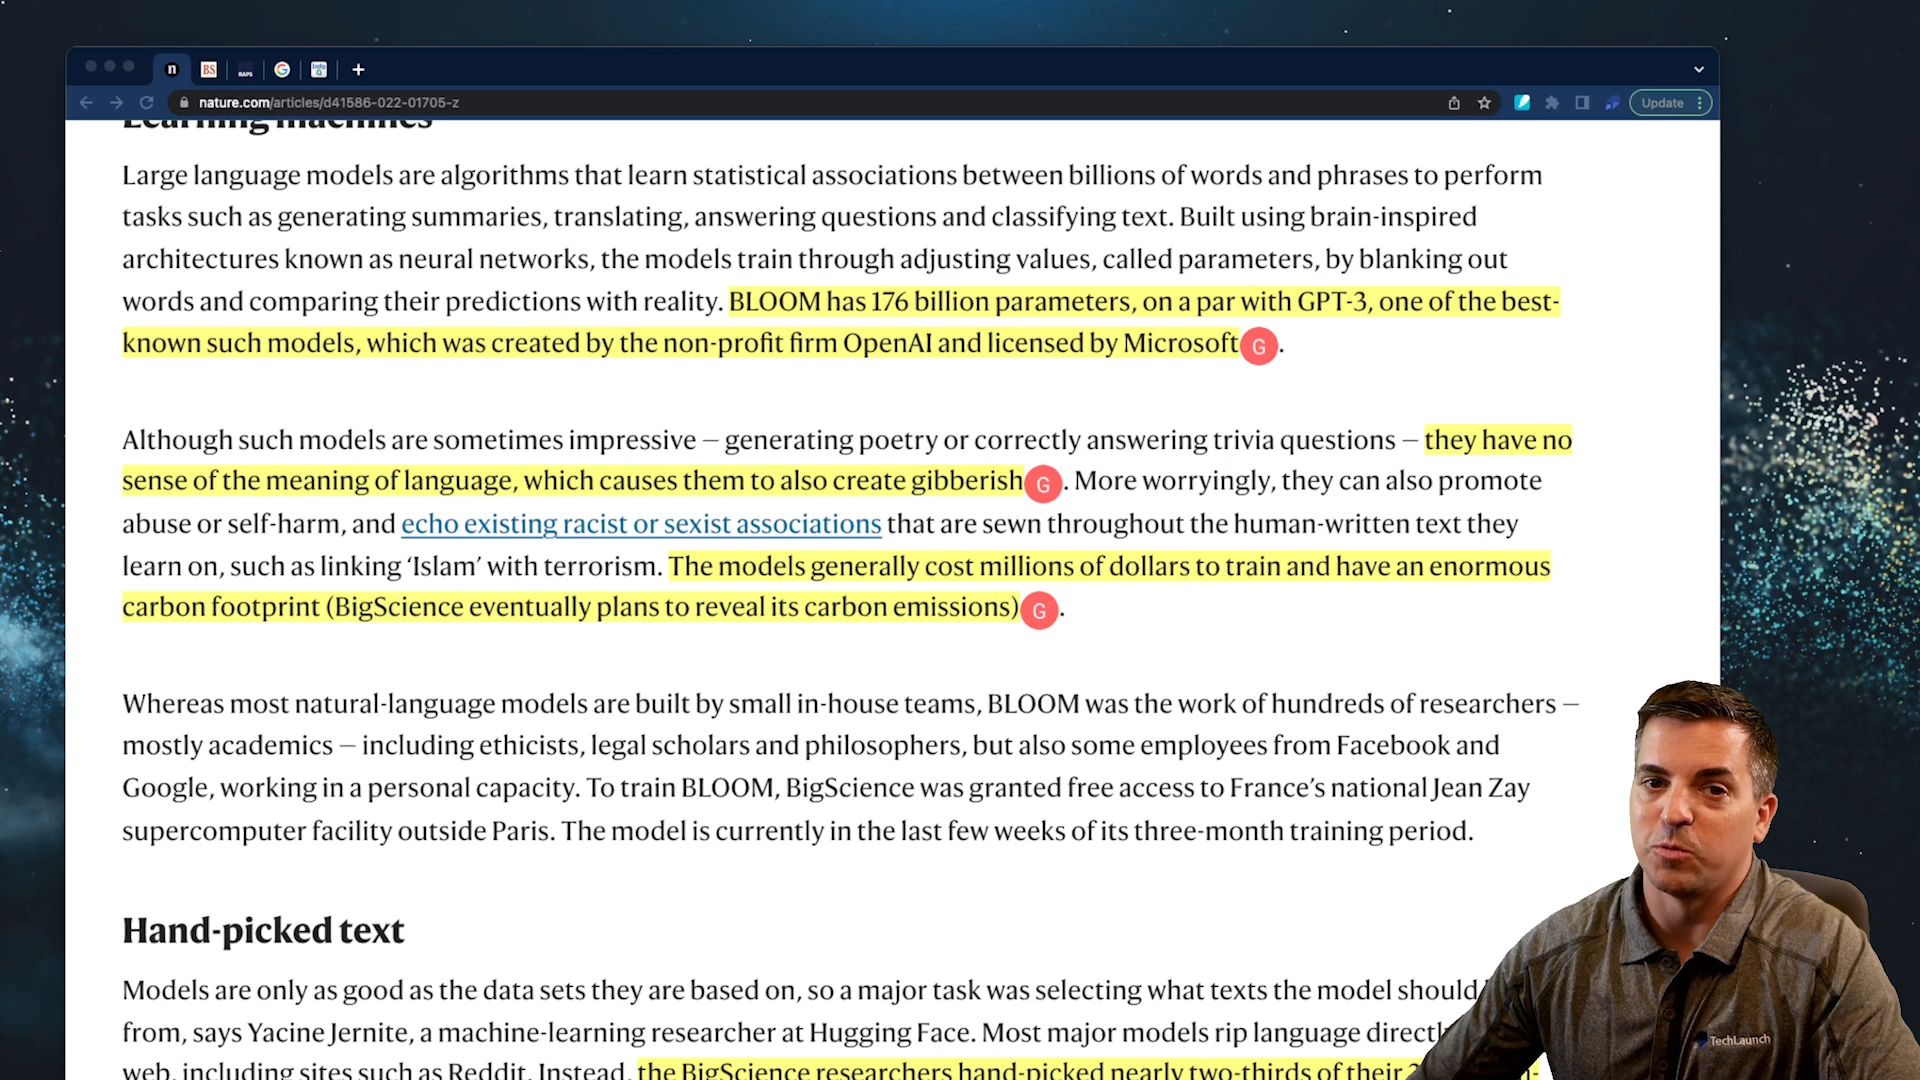 BS
NAPS
Info
Q
nature.com/articles/d41586-022-01705-z
Update
Learning machines
Large language models are algorithms that learn statistical associations between billions of words and phrases to perform
tasks such as generating summaries, translating, answering questions and classifying text. Built using brain-inspired
architectures known as neural networks, the models train through adjusting values, called parameters, by blanking out
words and comparing their predictions with reality. BLOOM has 176 billion parameters, on a par with GPT-3, one of the best-
known such models, which was created by the non-profit firm OpenAI and licensed by Microsoft G.
Although such models are sometimes impressive — generating poetry or correctly answering trivia questions — they have no
sense of the meaning of language, which causes them to also create gibberish G. More worryingly, they can also promote
abuse or self-harm, and echo existing racist or sexist associations that are sewn throughout the human-written text they
learn on, such as linking ‘Islam’ with terrorism. The models generally cost millions of dollars to train and have an enormous
carbon footprint (BigScience eventually plans to reveal its carbon emissions) G.
Whereas most natural-language models are built by small in-house teams, BLOOM was the work of hundreds of researchers —
mostly academics — including ethicists, legal scholars and philosophers, but also some employees from Facebook and
Google, working in a personal capacity. To train BLOOM, BigScience was granted free access to France’s national Jean Zay
supercomputer facility outside Paris. The model is currently in the last few weeks of its three-month training period.
Hand-picked text
Models are only as good as the data sets they are based on, so a major task was selecting what texts the model should
from, says Yacine Jernite, a machine-learning researcher at Hugging Face. Most major models rip language
web, including sites such as Reddit. Instead, the BigScience researchers hand-picked nearly two-thirds of their
TechLaunch